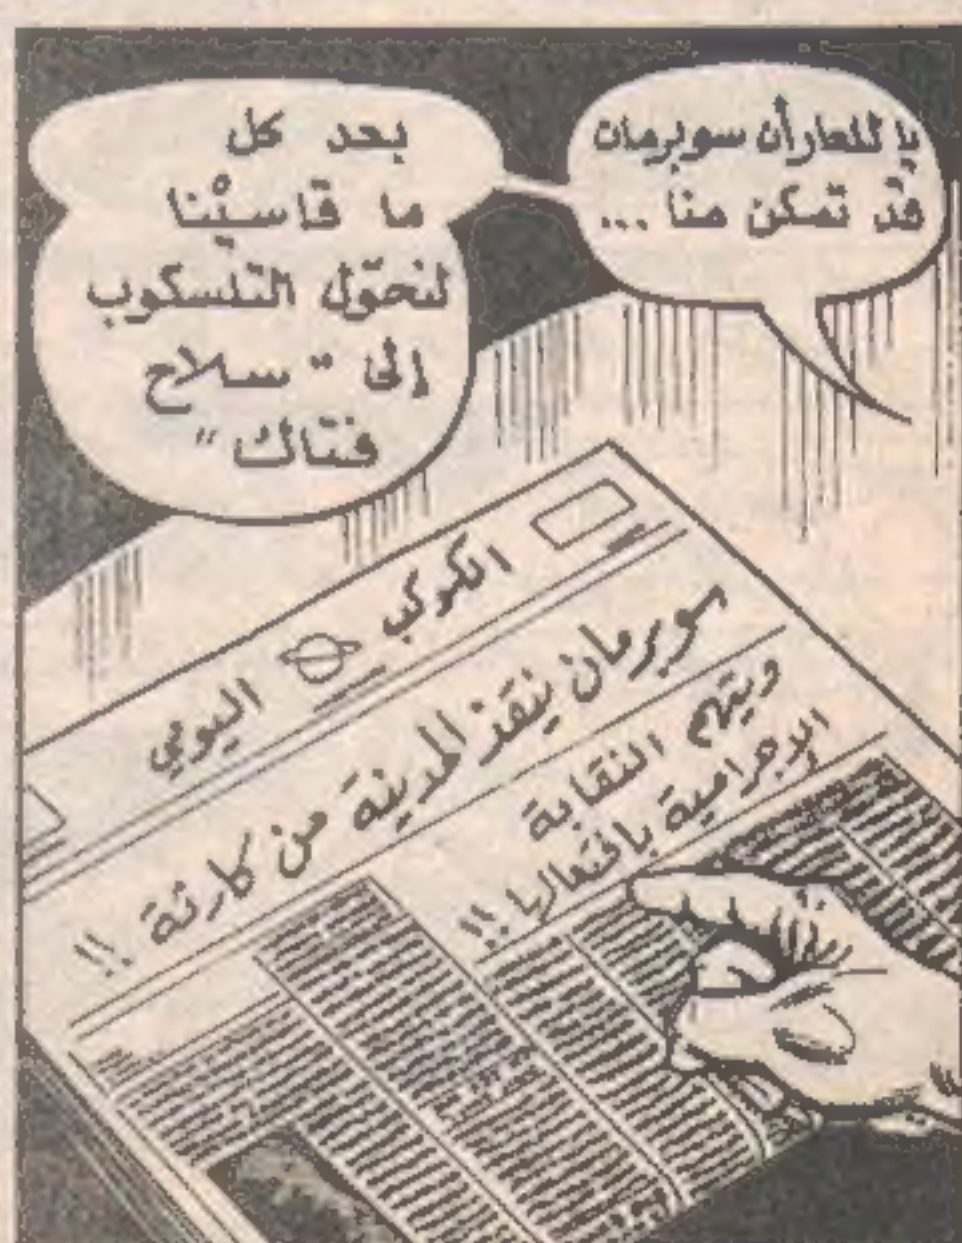 يا للعار أن سوبرمان
قد تمكن منا ...
بعد كل
ما قاسيْنا
لنحوّل التلسكوب
إلى " سلاح
فتاك "
الكوكب اليومي
سوبرمان ينقذ المدينة من كارثة !!
ويتهم النقابة
الإجرامية بافتعالها !!